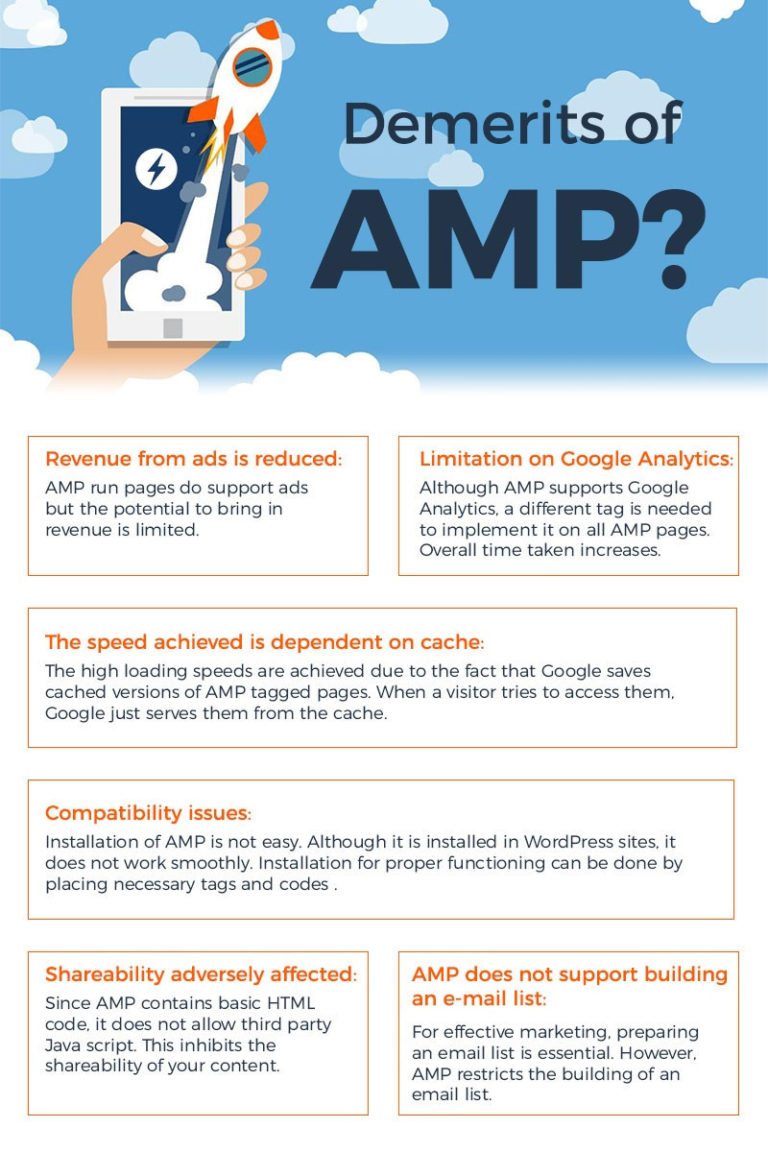 Demerits of
AMP?
Revenue from ads is reduced:
AMP run pages do support ads
but the potential to bring in
revenue is limited.
Limitation on Google Analytics:
Although AMP supports Google
Analytics, a different tag is needed
to implement it on all AMP pages.
Overall time taken increases.
The speed achieved is dependent on cache:
The high loading speeds are achieved due to the fact that Google saves
cached versions of AMP tagged pages. When a visitor tries to access them,
Google just serves them from the cache.
Compatibility issues:
Installation of AMP is not easy. Although it is installed in WordPress sites, it
does not work smoothly. Installation for proper functioning can be done by
placing necessary tags and codes .
Shareability adversely affected:
Since AMP contains basic HTML
code, it does not allow third party
Java script. This inhibits the
shareability of your content.
AMP does not support building
an e-mail list:
For effective marketing, preparing
an email list is essential. However,
AMP restricts the building of an
email list.